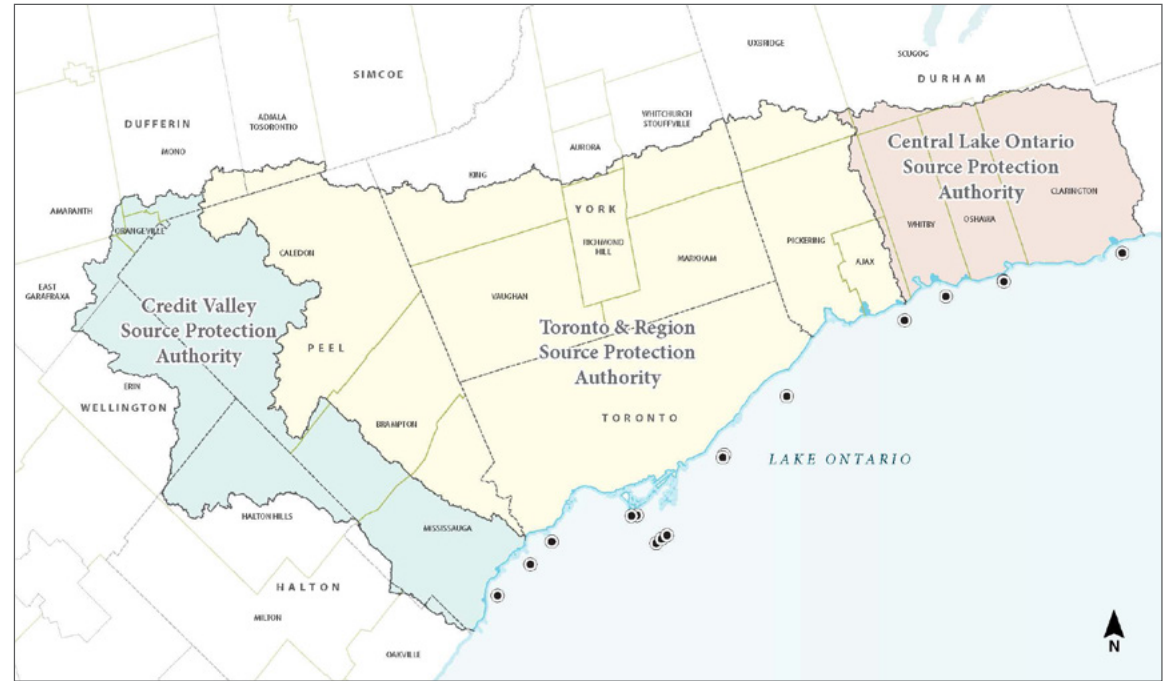 UXBRIDGE
SCUGOG
SIMCOE
DURHAM
DUFFERIN
ADJALA
TOSORONTIO
WHITCHURCH
STOUFFVILLE
MONO
AURORA
Central Lake Ontario
Source Protection
Authority
KING
CLARINGTON
AMARANTH
YORK
OSHAWA
WHITBY
ORANGEVILLE
RICHMOND
HILL
PICKERING
CALEDON
MARKHAM
AJAX
EAST
GARAFRAXA
VAUGHAN
Credit Valley
Source Protection
Authority
Toronto & Region
Source Protection
Authority
PEEL
ERIN
WELLINGTON
TORONTO
BRAMPTON
LAKE ONTARIO
HALTON HILLS
MISSISSAUGA
HALTON
MILTON
OAKVILLE
N